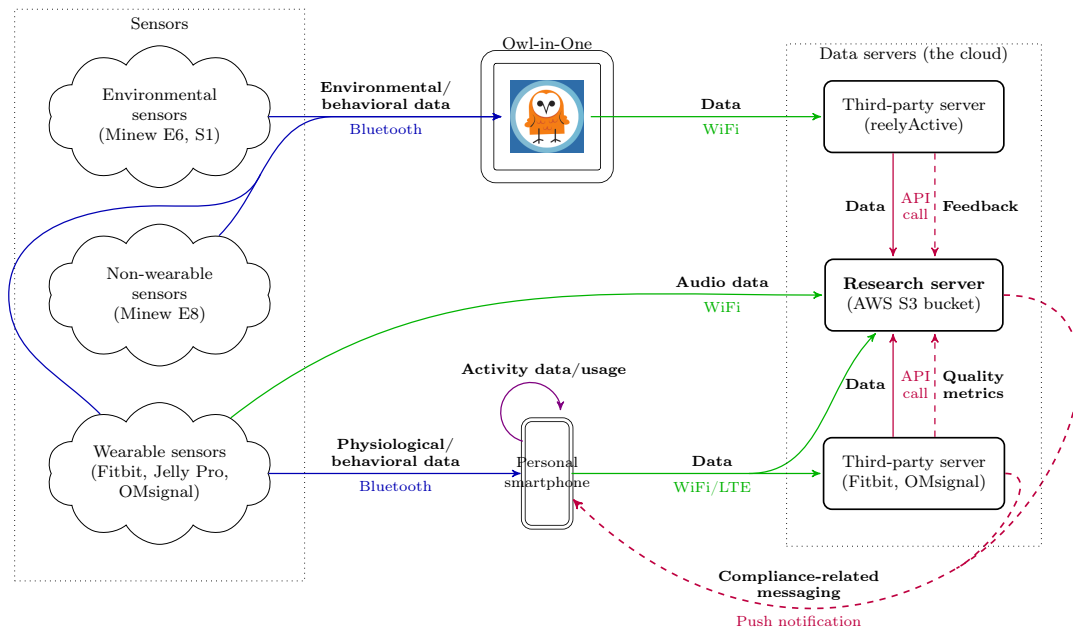 Sensors
Environmental
sensors
(Minew E6, S1)
Non-wearable
sensors
(Minew E8)
Wearable sensors
(Fitbit, Jelly Pro,
OMsignal)
Environmental/
behavioral data
Bluetooth
Owl-in-One
Data
WiFi
Data servers (the cloud)
Third-party server
(reelyActive)
Data
API
call
Feedback
Audio data
WiFi
Research server
(AWS S3 bucket)
Activity data/usage
Physiological/
behavioral data
Bluetooth
Personal
smartphone
Data
WiFi/LTE
Data
API
call
Quality
metrics
Third-party server
(Fitbit, OMsignal)
Compliance-related
messaging
Push notification